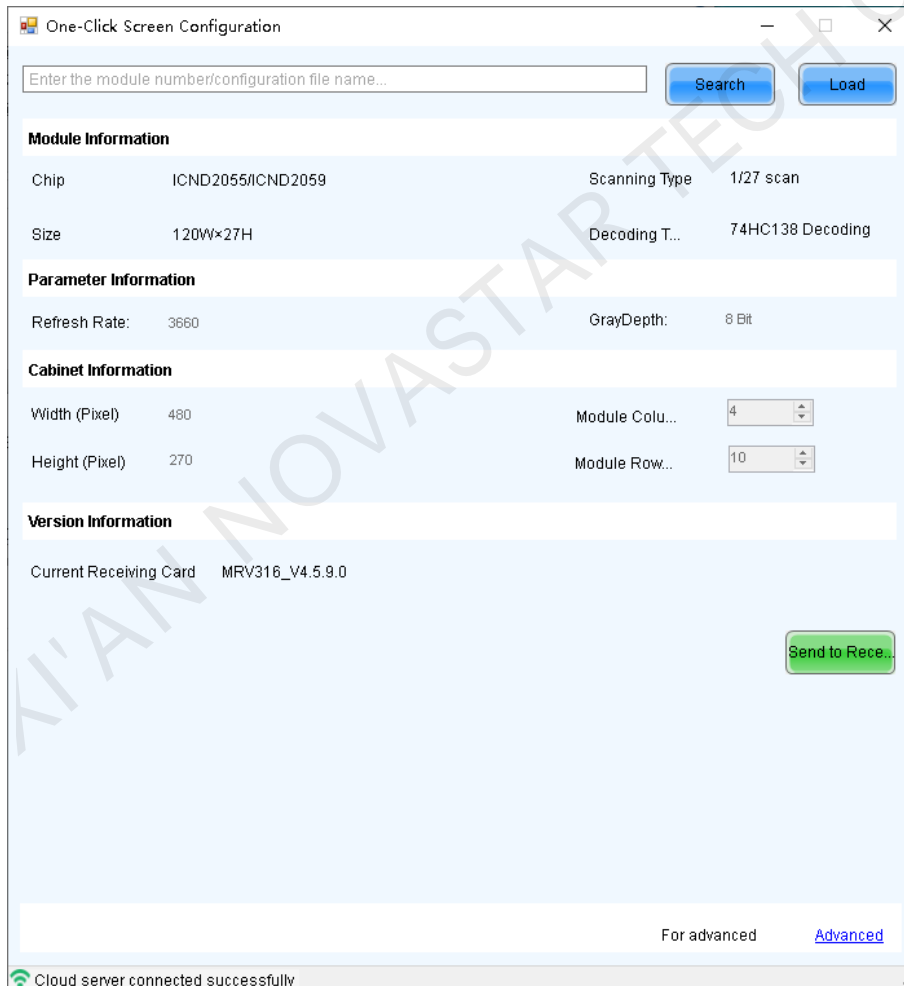 One-Click Screen Configuration
Enter the module number/configuration file name...
Search
Load
Module Information
Chip ICND2055/ICND2059 Scanning Type 1/27 scan
Size 120W×27H Decoding T... 74HC138 Decoding
Parameter Information
Refresh Rate: 3660 GrayDepth: 8 Bit
Cabinet Information
Width (Pixel) 480 Module Colu... 4
Height (Pixel) 270 Module Row... 10
Version Information
Current Receiving Card MRV316_V4.5.9.0
Send to Rece...
For advanced Advanced
Cloud server connected successfully
XI'AN NOVASTAR TECH